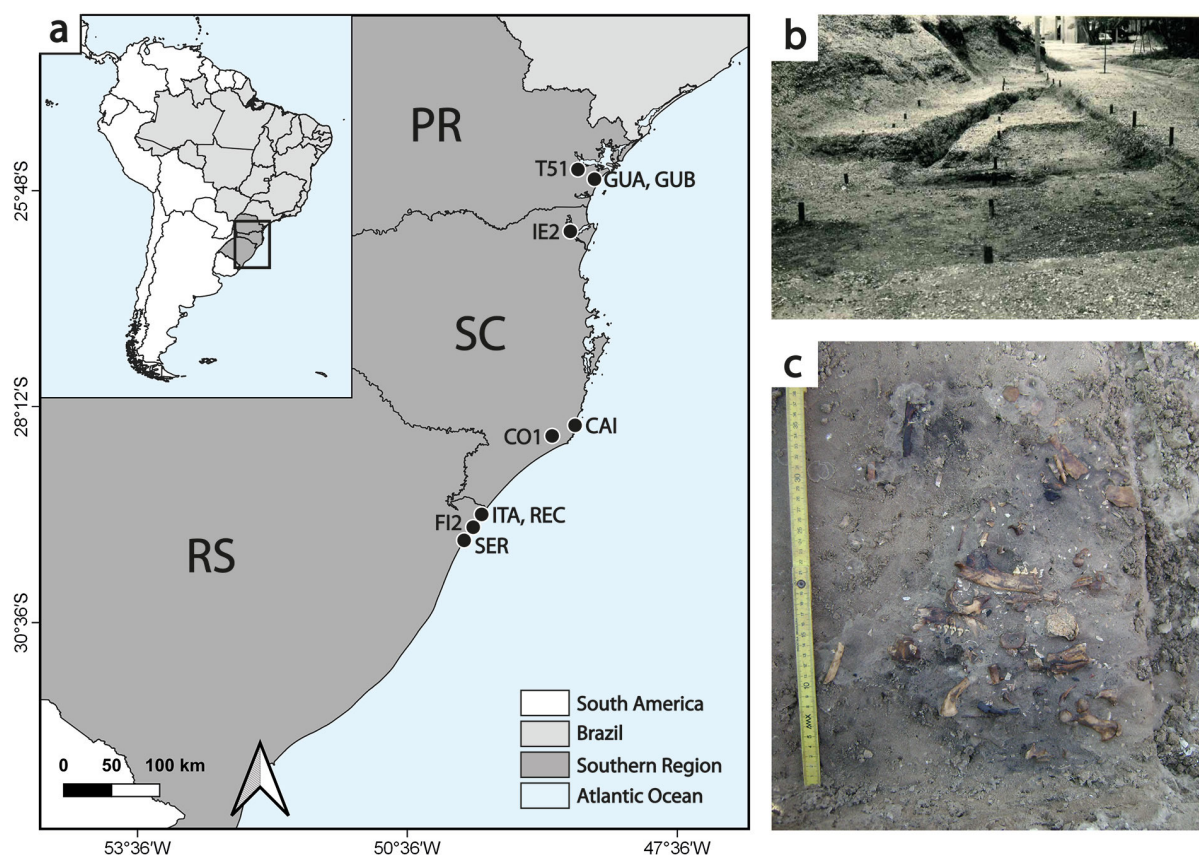 a
PR
T51
GUA, GUB
IE2
SC
CAI
CO1
ITA, REC
FI2
SER
RS
25°48'S
28°12'S
30°36'S
53°36'W
50°36'W
47°36'W
0 50 100 km
South America
Brazil
Southern Region
Atlantic Ocean
b
c